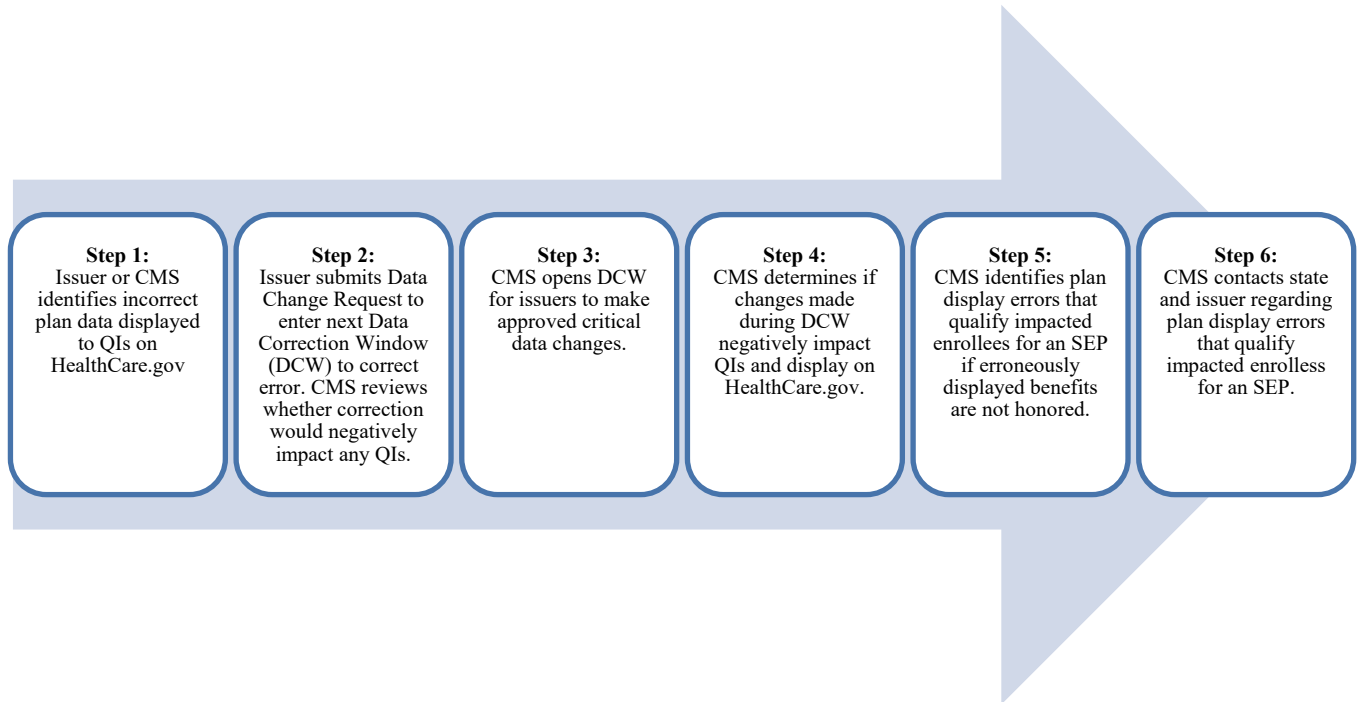 Step 1:
Issuer or CMS
identifies incorrect
plan data displayed
to QIs on
HealthCare.gov
Step 2:
Issuer submits Data
Change Request to
enter next Data
Correction Window
(DCW) to correct
error. CMS reviews
whether correction
would negatively
impact any QIs.
Step 3:
CMS opens DCW
for issuers to make
approved critical
data changes.
Step 4:
CMS determines if
changes made
during DCW
negatively impact
QIs and display on
HealthCare.gov.
Step 5:
CMS identifies plan
display errors that
qualify impacted
enrollees for an SEP
if erroneously
displayed benefits
are not honored.
Step 6:
CMS contacts state
and issuer regarding
plan display errors
that qualify
impacted enrolless
for an SEP.